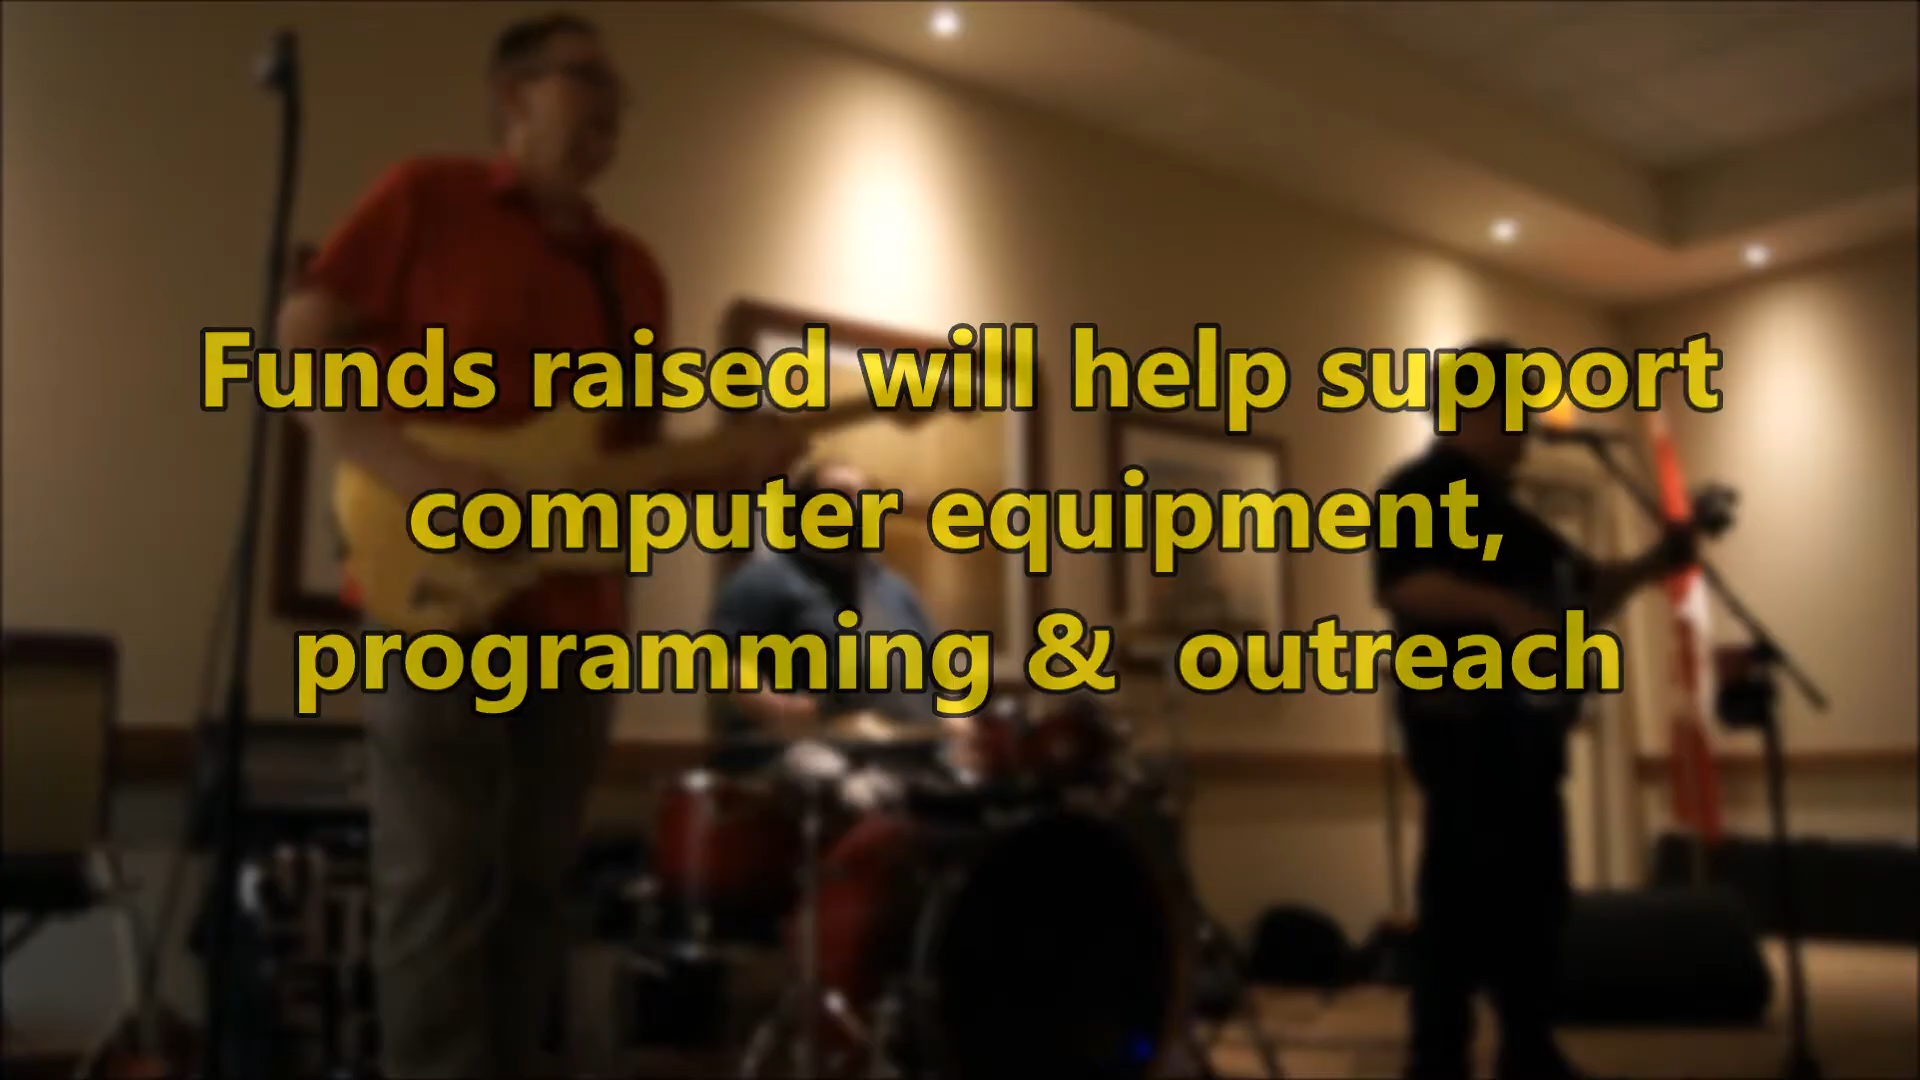 Funds raised will help support
computer equipment,
programming &  outreach